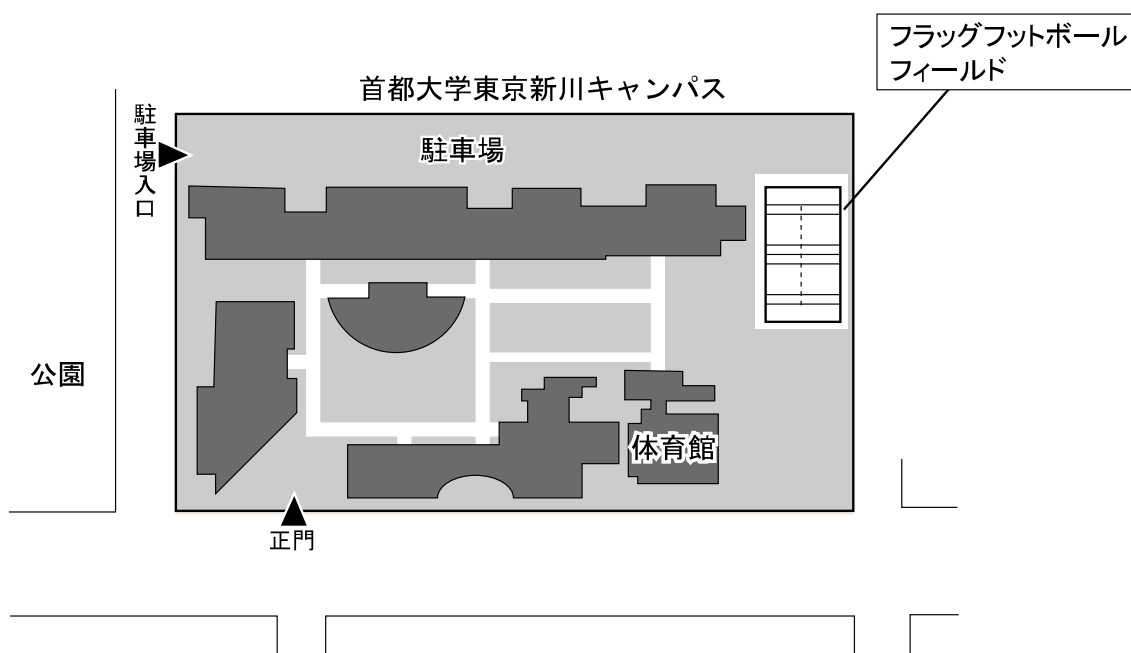 フラッグフットボール
フィールド
首都大学東京新川キャンパス
駐車場入口
駐車場
公園
体育館
正門